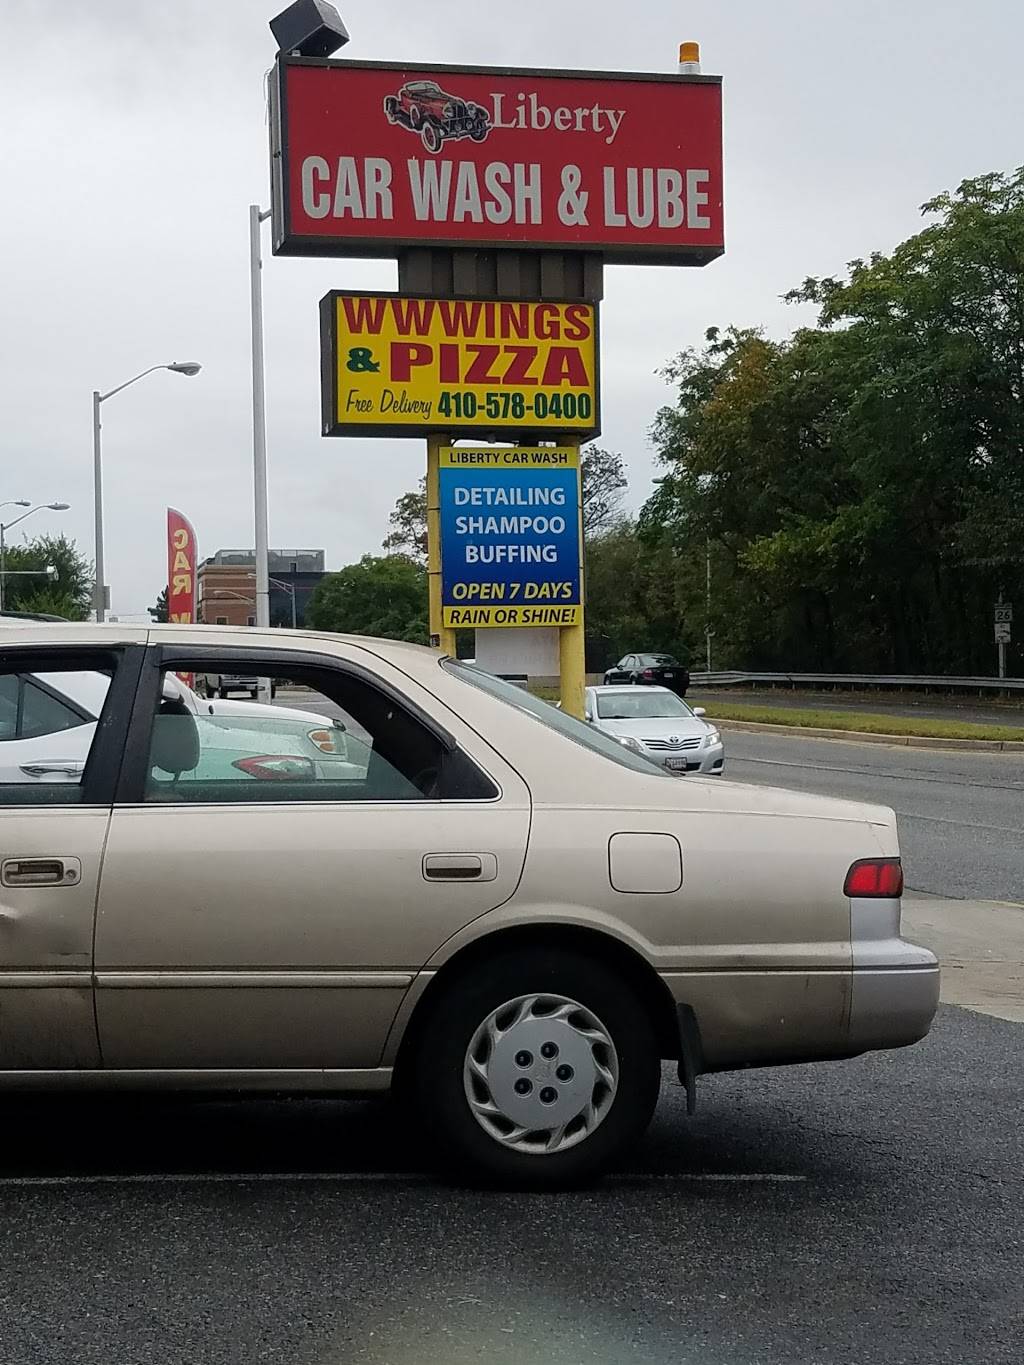 Liberty
CAR WASH & LUBE
WWWINGS
& PIZZA
Free Delivery 410-578-0400
LIBERTY CAR WASH
DETAILING
SHAMPOO
BUFFING
OPEN 7 DAYS
RAIN OR SHINE!
CAR W
26